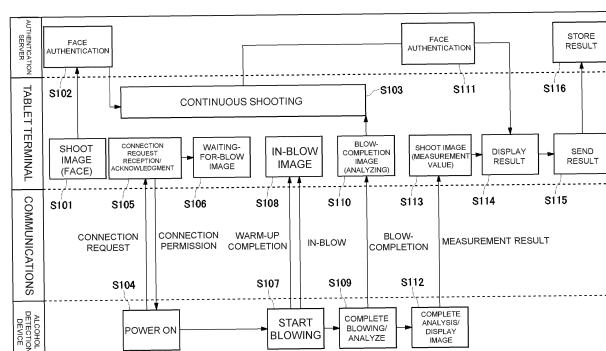 AUTHENTICATION
SERVER
FACE
AUTHENTICATION
S102
FACE
AUTHENTICATION
S111
STORE
RESULT
S116
TABLET TERMINAL
CONTINUOUS SHOOTING
S103
SHOOT
IMAGE
(FACE)
S101
CONNECTION
REQUEST
RECEPTION/
ACKNOWLEDGMENT
S105
WAITING-
FOR-BLOW
IMAGE
S106
IN-BLOW
IMAGE
S108
BLOW-
COMPLETION
IMAGE
(ANALYZING)
S110
SHOOT IMAGE
(MEASUREMENT
VALUE)
S113
DISPLAY
RESULT
S114
SEND
RESULT
S115
COMMUNICATIONS
CONNECTION
REQUEST
CONNECTION
PERMISSION
WARM-UP
COMPLETION
IN-BLOW
BLOW-
COMPLETION
MEASUREMENT RESULT
ALCOHOL
DETECTION
DEVICE
S104
POWER ON
S107
START
BLOWING
S109
COMPLETE
BLOWING/
ANALYZE
S112
COMPLETE
ANALYSIS/
DISPLAY
IMAGE